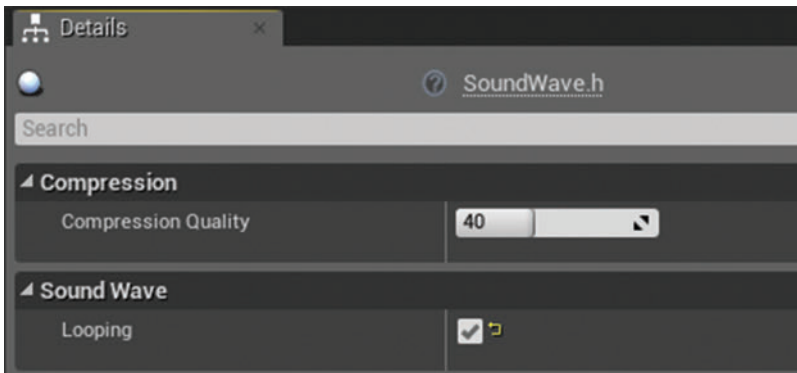 Details
SoundWave.h
Search
Compression
Compression Quality 40
Sound Wave
Looping